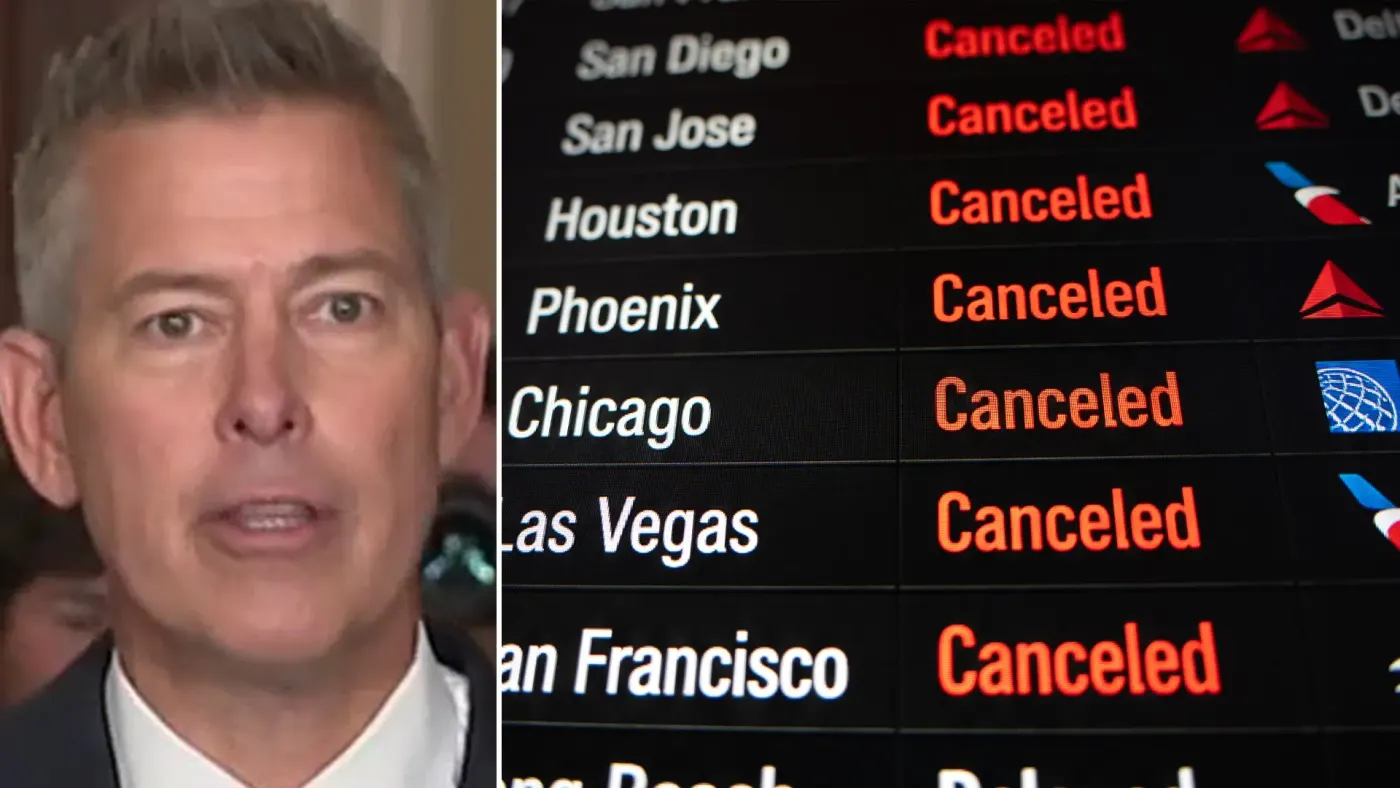 San Diego Canceled
San Jose Canceled
Houston Canceled
Phoenix Canceled
Chicago Canceled
Las Vegas Canceled
an Francisco Canceled